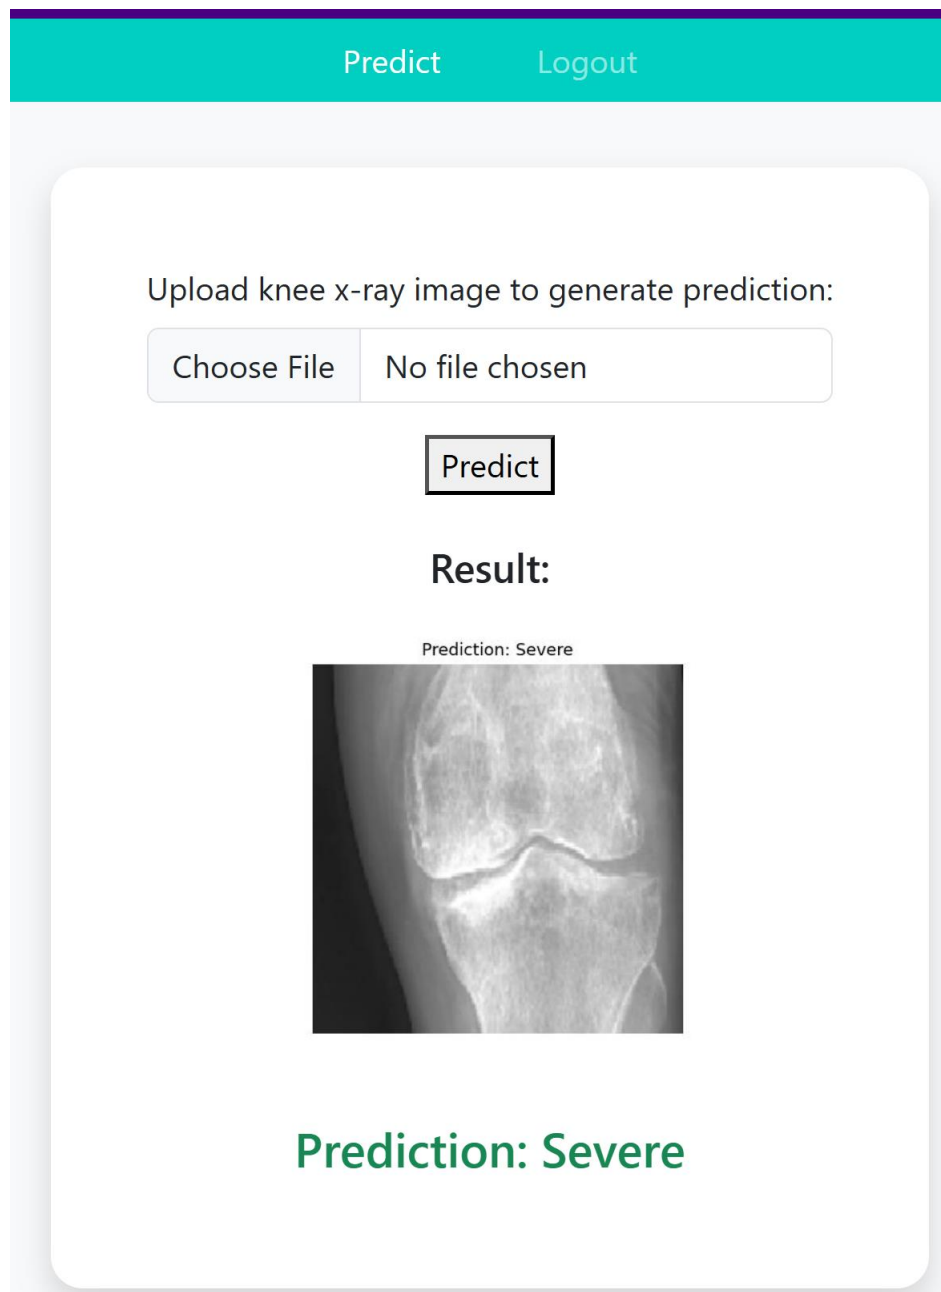 Predict Logout
Upload knee x-ray image to generate prediction:
Choose File No file chosen
Predict
Result:
Prediction: Severe
Prediction: Severe